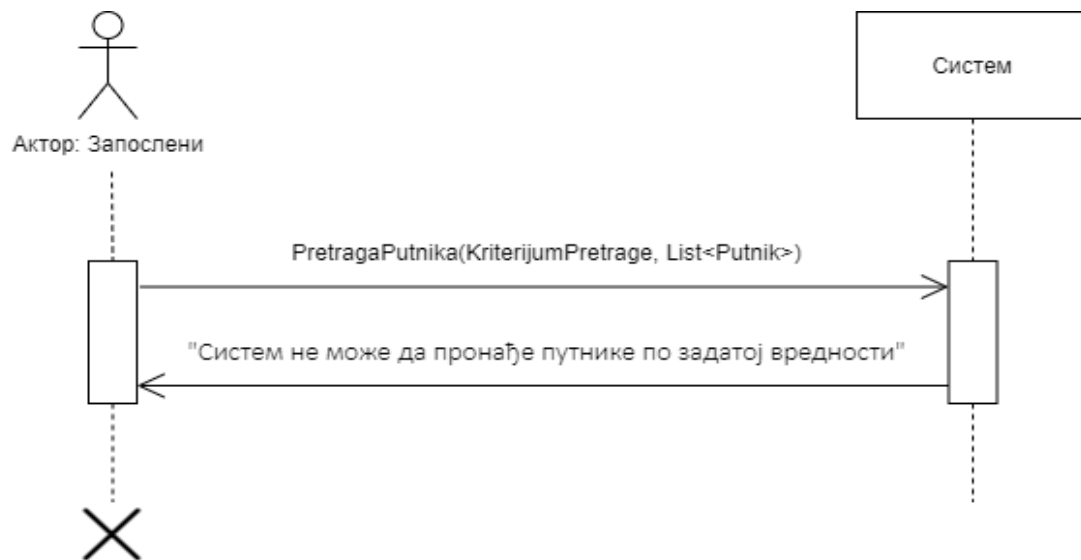 Систем
Актор: Запослени
PretragaPutnika(KriterijumPretrage, List<Putnik>)
"Систем не може да пронађе путнике по задатој вредности"